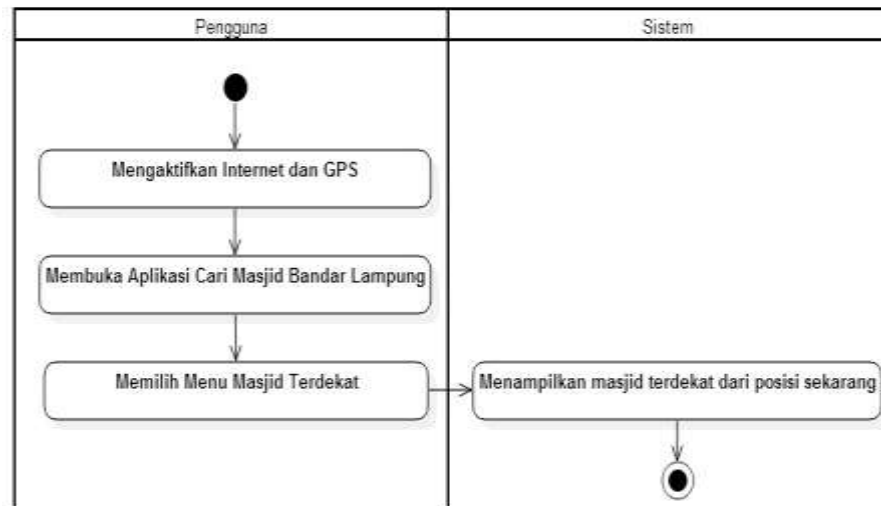 Pengguna
Sistem
Mengaktifkan Internet dan GPS
Membuka Aplikasi Cari Masjid Bandar Lampung
Memilih Menu Masjid Terdekat
Menampilkan masjid terdekat dari posisi sekarang